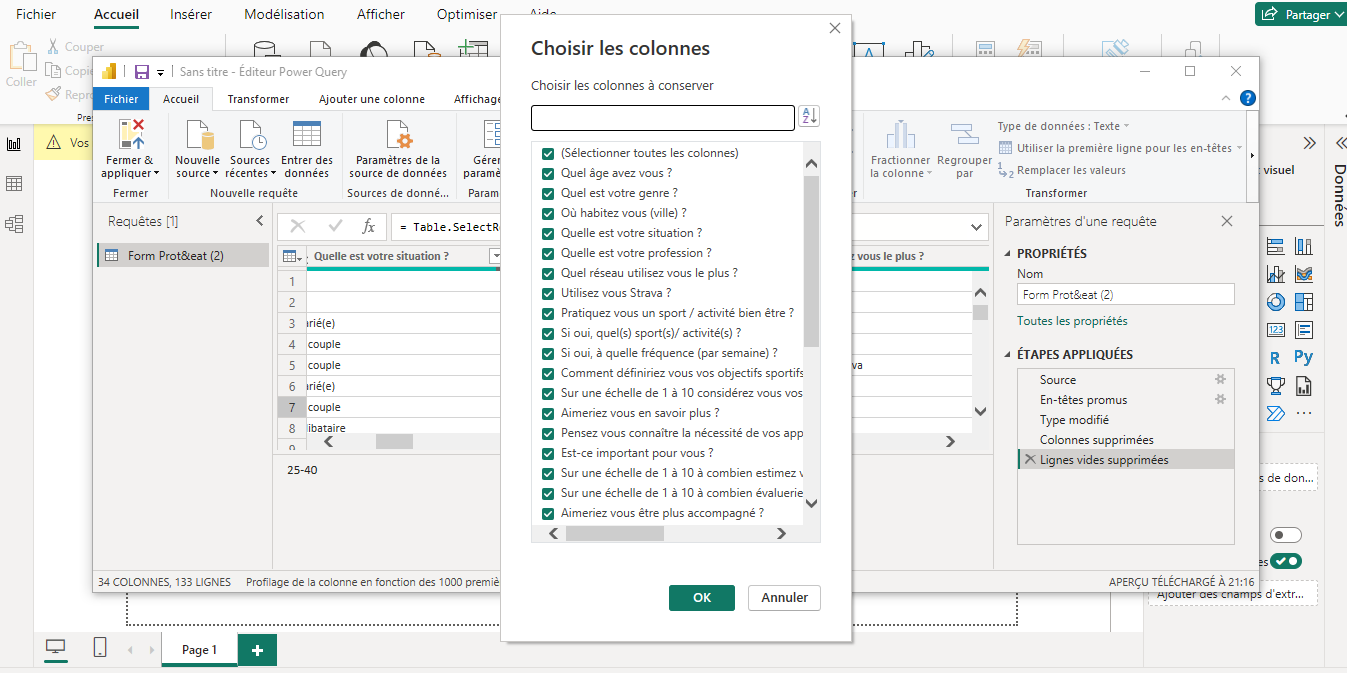 Fichier Accueil Insérer Modélisation Afficher Optimiser Aide
Partager
Couper
Coller
Sans titre - Éditeur Power Query
Fichier Accueil Transformer Ajouter une colonne Affichage
Vos
Fermer & appliquer
Nouvelle source
Sources récentes
Entrer des données
Paramètres de la source de données
Fractionner la colonne
Regrouper par
Type de données : Texte
Utiliser la première ligne pour les en-têtes
Remplacer les valeurs
Fermer
Nouvelle requête
Sources de donné...
Transformer
visuel
Données
Requêtes [1]
Form Prot&eat (2)
fx
= Table.SelectR
Quelle est votre situation ?
vous le plus ?
1
2
3 rié(e)
4 couple
5 couple
va
6 rié(e)
7 couple
8 ibataire
9
25-40
34 COLONNES, 133 LIGNES
Profilage de la colonne en fonction des 1000 premiè
APERÇU TÉLÉCHARGÉ À 21:16
Choisir les colonnes
Choisir les colonnes à conserver
(Sélectionner toutes les colonnes)
Quel âge avez vous ?
Quel est votre genre ?
Où habitez vous (ville) ?
Quelle est votre situation ?
Quelle est votre profession ?
Quel réseau utilisez vous le plus ?
Utilisez vous Strava ?
Pratiquez vous un sport / activité bien être ?
Si oui, quel(s) sport(s)/ activité(s) ?
Si oui, à quelle fréquence (par semaine) ?
Comment définiriez vous vos objectifs sportifs
Sur une échelle de 1 à 10 considérez vous vos
Aimeriez vous en savoir plus ?
Pensez vous connaître la nécessité de vos app
Est-ce important pour vous ?
Sur une échelle de 1 à 10 à combien estimez v
Sur une échelle de 1 à 10 à combien évaluerie
Aimeriez vous être plus accompagné ?
OK
Annuler
Paramètres d'une requête
PROPRIÉTÉS
Nom
Form Prot&eat (2)
Toutes les propriétés
ÉTAPES APPLIQUÉES
Source
En-têtes promus
Type modifié
Colonnes supprimées
Lignes vides supprimées
123
R
Py
s de don...
es
Ajouter des champs d'extr...
Page 1